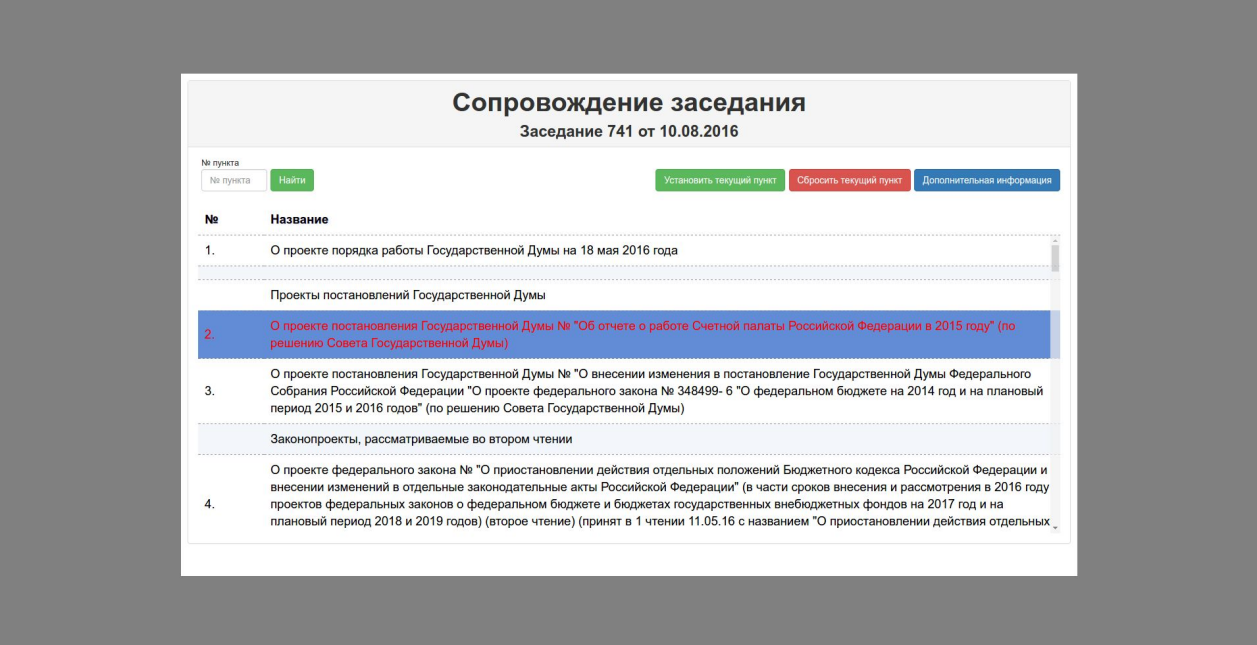 Сопровождение заседания
Заседание 741 от 10.08.2016
№ пункта
№ пункта Найти Установить текущий пункт Сбросить текущий пункт Дополнительная информация
№ Название
1. О проекте порядка работы Государственной Думы на 18 мая 2016 года
Проекты постановлений Государственной Думы
2. О проекте постановления Государственной Думы № "Об отчете о работе Счетной палаты Российской Федерации в 2015 году" (по
решению Совета Государственной Думы)
О проекте постановления Государственной Думы № "О внесении изменения в постановление Государственной Думы Федерального
3. Собрания Российской Федерации "О проекте федерального закона № 348499- 6 "О федеральном бюджете на 2014 год и на плановый
период 2015 и 2016 годов" (по решению Совета Государственной Думы)
Законопроекты, рассматриваемые во втором чтении
О проекте федерального закона № "О приостановлении действия отдельных положений Бюджетного кодекса Российской Федерации и
внесении изменений в отдельные законодательные акты Российской Федерации" (в части сроков внесения и рассмотрения в 2016 году
4. проектов федеральных законов о федеральном бюджете и бюджетах государственных внебюджетных фондов на 2017 год и на
плановый период 2018 и 2019 годов) (второе чтение) (принят в 1 чтении 11.05.16 с названием "О приостановлении действия отдельных